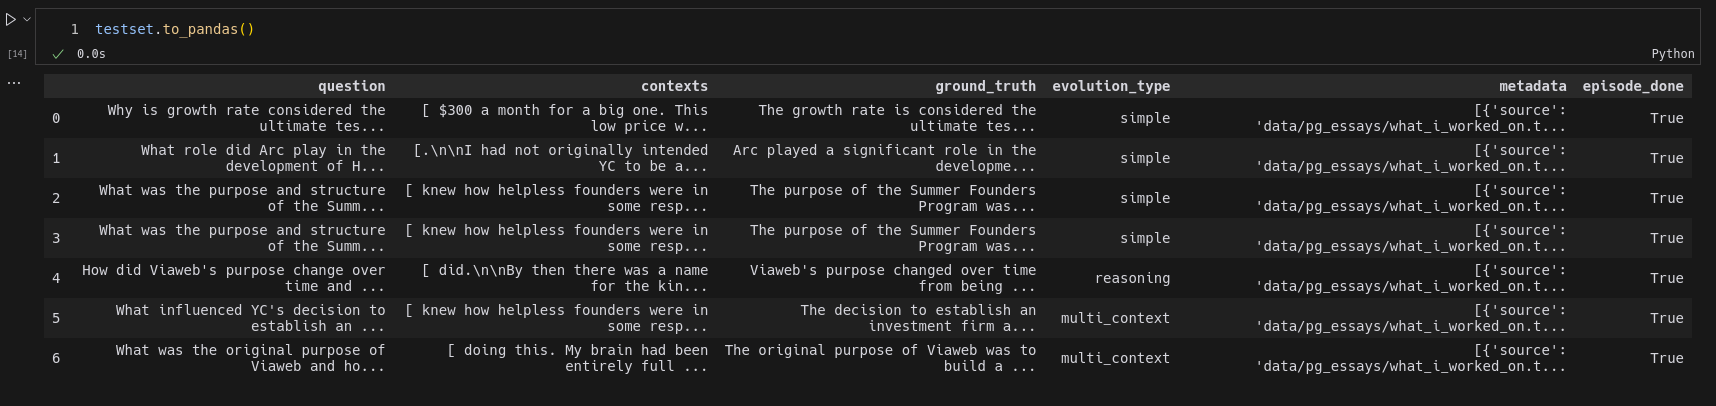 1 testset.to_pandas()
[14] ✓ 0.0s Python
...
question contexts ground_truth evolution_type metadata episode_done
0 Why is growth rate considered the ultimate tes... [ $300 a month for a big one. This low price w... The growth rate is considered the ultimate tes... simple [{'source': 'data/pg_essays/what_i_worked_on.t... True
1 What role did Arc play in the development of H... [.\n\nI had not originally intended YC to be a... Arc played a significant role in the developme... simple [{'source': 'data/pg_essays/what_i_worked_on.t... True
2 What was the purpose and structure of the Summ... [ knew how helpless founders were in some resp... The purpose of the Summer Founders Program was... simple [{'source': 'data/pg_essays/what_i_worked_on.t... True
3 What was the purpose and structure of the Summ... [ knew how helpless founders were in some resp... The purpose of the Summer Founders Program was... simple [{'source': 'data/pg_essays/what_i_worked_on.t... True
4 How did Viaweb's purpose change over time and ... [ did.\n\nBy then there was a name for the kin... Viaweb's purpose changed over time from being ... reasoning [{'source': 'data/pg_essays/what_i_worked_on.t... True
5 What influenced YC's decision to establish an ... [ knew how helpless founders were in some resp... The decision to establish an investment firm a... multi_context [{'source': 'data/pg_essays/what_i_worked_on.t... True
6 What was the original purpose of Viaweb and ho... [ doing this. My brain had been entirely full ... The original purpose of Viaweb was to build a ... multi_context [{'source': 'data/pg_essays/what_i_worked_on.t... True